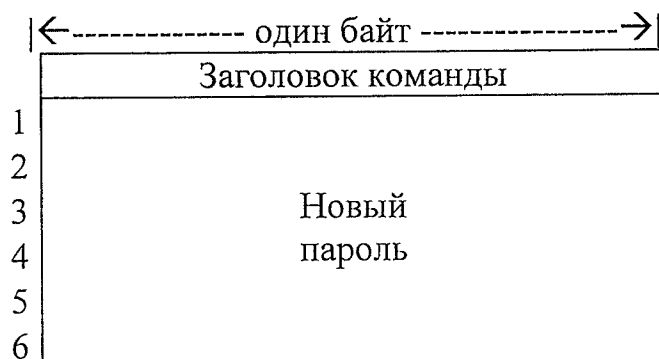 |←------------- один байт -------------→|
Заголовок команды
1
2
3 Новый
4 пароль
5
6